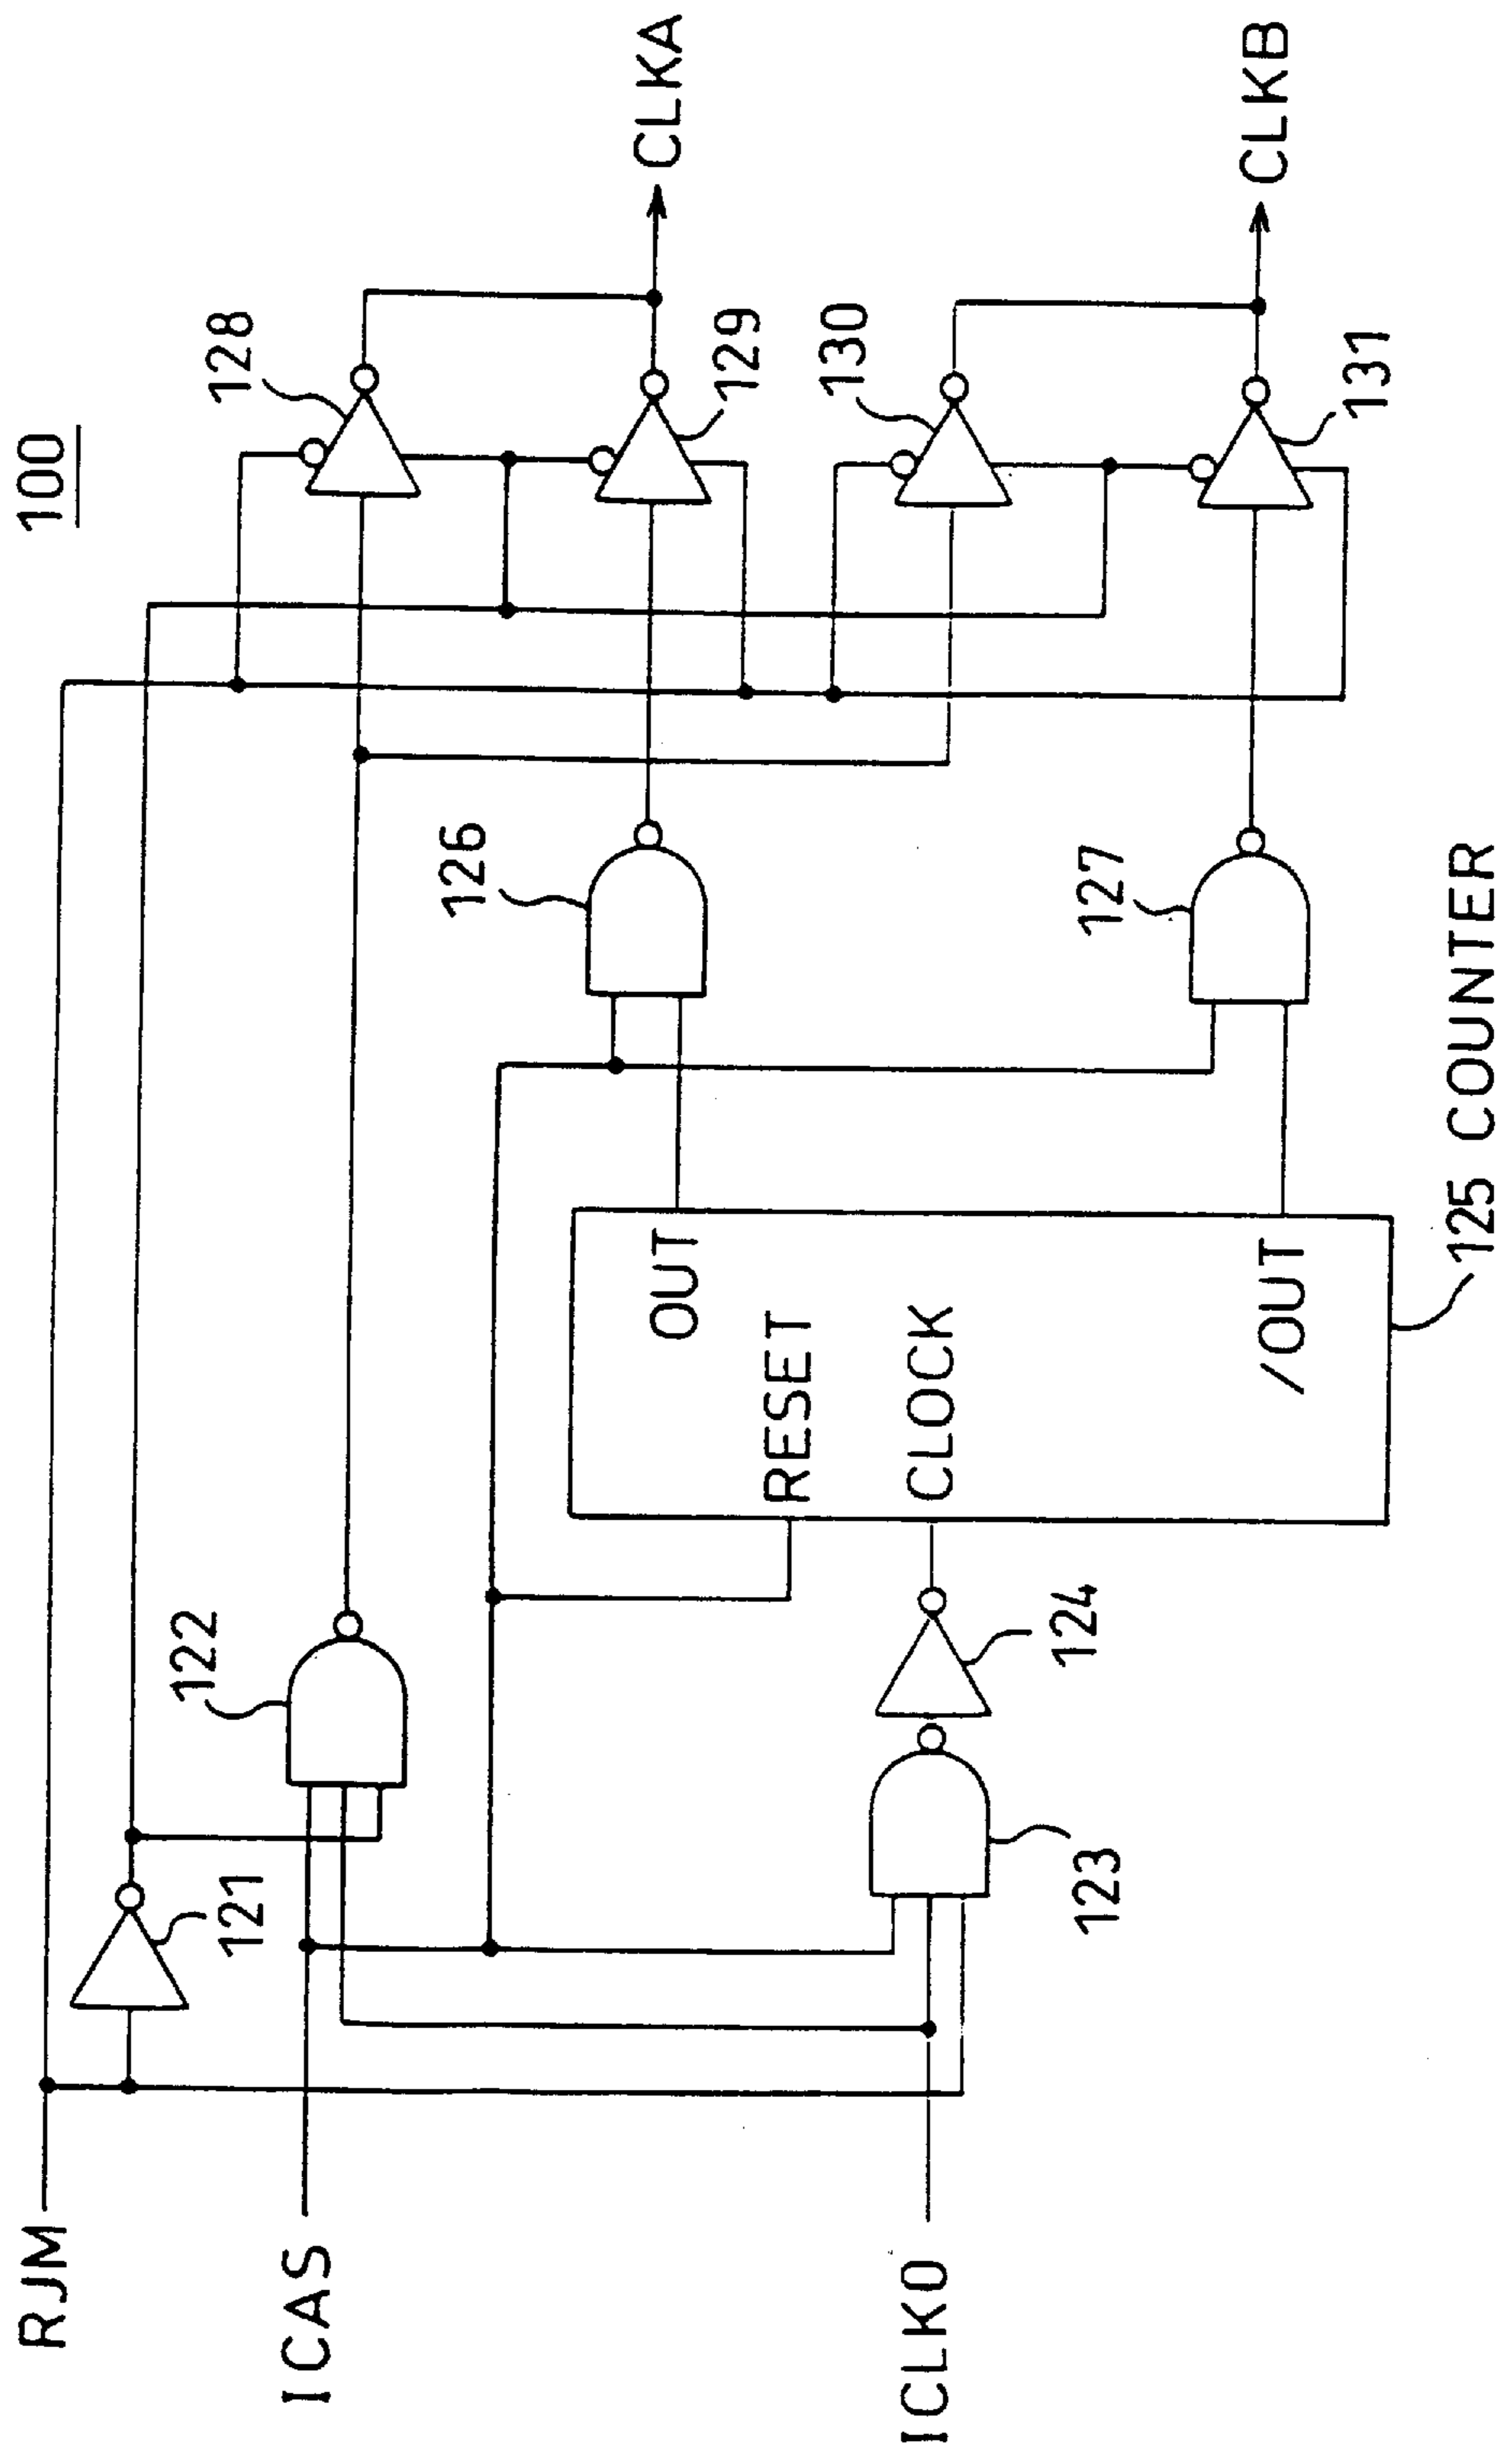 100
RJM
ICAS
ICLK0
121
122
123
124
RESET
CLOCK
OUT
/OUT
125 COUNTER
126
127
128
129
130
131
CLKA
CLKB